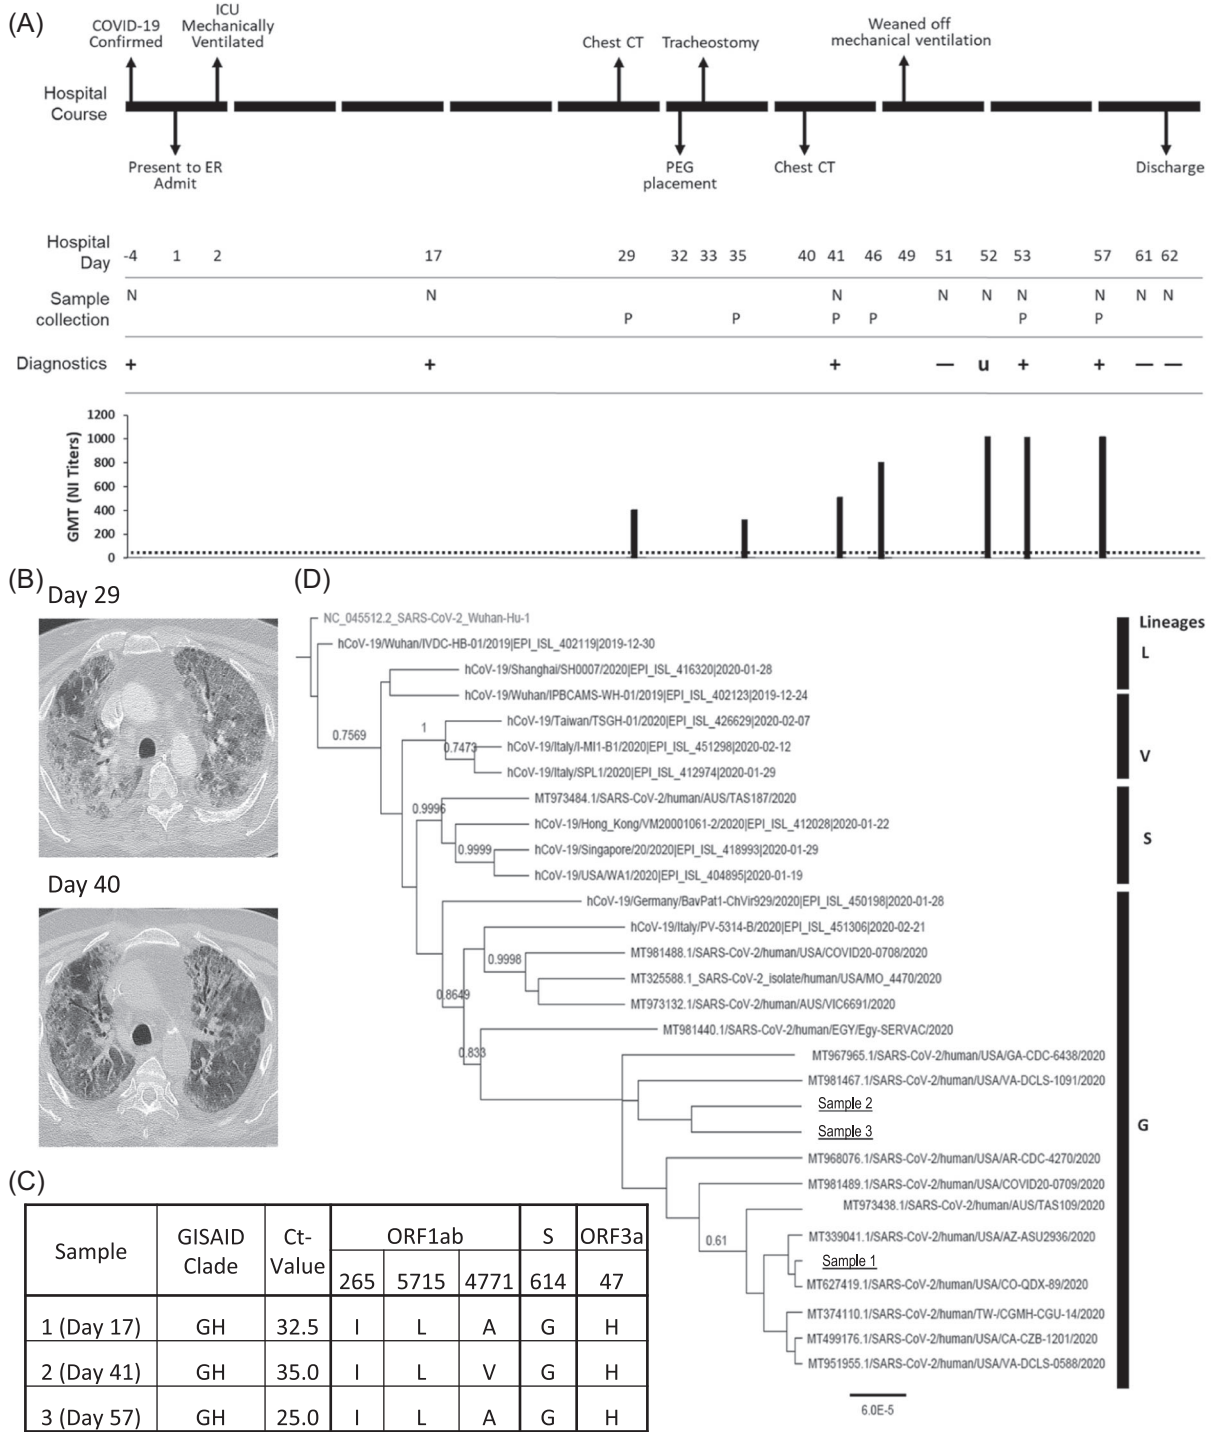 (A)
COVID-19
Confirmed
ICU
Mechanically
Ventilated
Chest CT
Tracheostomy
Weaned off
mechanical ventilation
Hospital
Course
Present to ER
Admit
PEG
placement
Chest CT
Discharge
Hospital
Day
-4 1 2 17 29 32 33 35 40 41 46 49 51 52 53 57 61 62
Sample
collection
N N N N N N N N N
P P P P P P
Diagnostics
+ + + — u + + — —
GMT (NI Titers)
1200
1000
800
600
400
200
0
(B)
Day 29
Day 40
(C)
Sample GISAID Clade Ct-Value ORF1ab S ORF3a
265 5715 4771 614 47
1 (Day 17) GH 32.5 I L A G H
2 (Day 41) GH 35.0 I L V G H
3 (Day 57) GH 25.0 I L A G H
(D)
Lineages
NC_045512.2_SARS-CoV-2_Wuhan-Hu-1
hCoV-19/Wuhan/IVDC-HB-01/2019|EPI_ISL_402119|2019-12-30
L
hCoV-19/Shanghai/SH0007/2020|EPI_ISL_416320|2020-01-28
hCoV-19/Wuhan/IPBCAMS-WH-01/2019|EPI_ISL_402123|2019-12-24
0.7569
1
hCoV-19/Taiwan/TSGH-01/2020|EPI_ISL_426629|2020-02-07
0.7473
hCoV-19/Italy/I-MI1-B1/2020|EPI_ISL_451298|2020-02-12
V
hCoV-19/Italy/SPL1/2020|EPI_ISL_412974|2020-01-29
0.9996
MT973484.1/SARS-CoV-2/human/AUS/TAS187/2020
hCoV-19/Hong_Kong/VM20001061-2/2020|EPI_ISL_412028|2020-01-22
S
0.9999
hCoV-19/Singapore/20/2020|EPI_ISL_418993|2020-01-29
hCoV-19/USA/WA1/2020|EPI_ISL_404895|2020-01-19
hCoV-19/Germany/BavPat1-ChVir929/2020|EPI_ISL_450198|2020-01-28
hCoV-19/Italy/PV-5314-B/2020|EPI_ISL_451306|2020-02-21
0.9998
MT981488.1/SARS-CoV-2/human/USA/COVID20-0708/2020
MT325588.1_SARS-CoV-2_isolate/human/USA/MO_4470/2020
0.8649
MT973132.1/SARS-CoV-2/human/AUS/VIC6691/2020
MT981440.1/SARS-CoV-2/human/EGY/Egy-SERVAC/2020
0.833
MT967965.1/SARS-CoV-2/human/USA/GA-CDC-6438/2020
MT981467.1/SARS-CoV-2/human/USA/VA-DCLS-1091/2020
Sample 2
G
Sample 3
MT968076.1/SARS-CoV-2/human/USA/AR-CDC-4270/2020
MT981489.1/SARS-CoV-2/human/USA/COVID20-0709/2020
MT973438.1/SARS-CoV-2/human/AUS/TAS109/2020
0.61
MT339041.1/SARS-CoV-2/human/USA/AZ-ASU2936/2020
Sample 1
MT627419.1/SARS-CoV-2/human/USA/CO-QDX-89/2020
MT374110.1/SARS-CoV-2/human/TW-/CGMH-CGU-14/2020
MT499176.1/SARS-CoV-2/human/USA/CA-CZB-1201/2020
MT951955.1/SARS-CoV-2/human/USA/VA-DCLS-0588/2020
6.0E-5